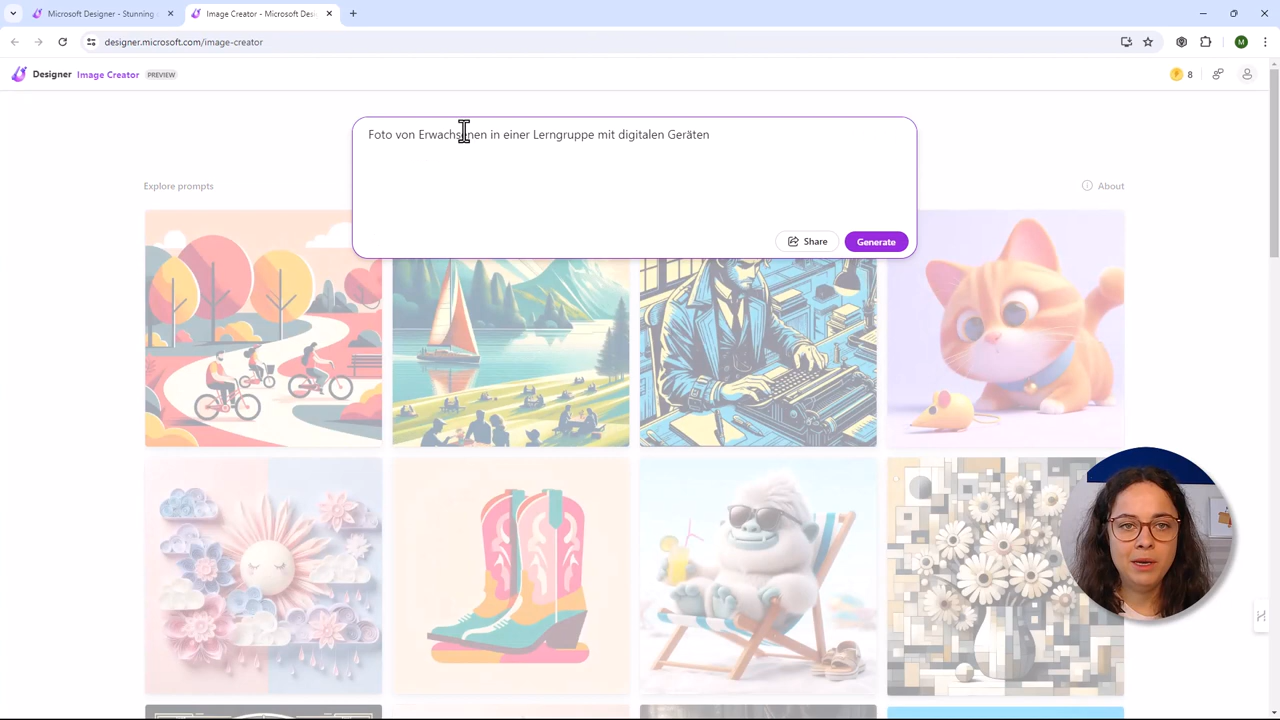 Microsoft Designer - Stunning
Image Creator - Microsoft Desi
designer.microsoft.com/image-creator
M
Designer Image Creator PREVIEW
8
Foto von Erwachsenen in einer Lerngruppe mit digitalen Geräten
Share
Generate
Explore prompts
About